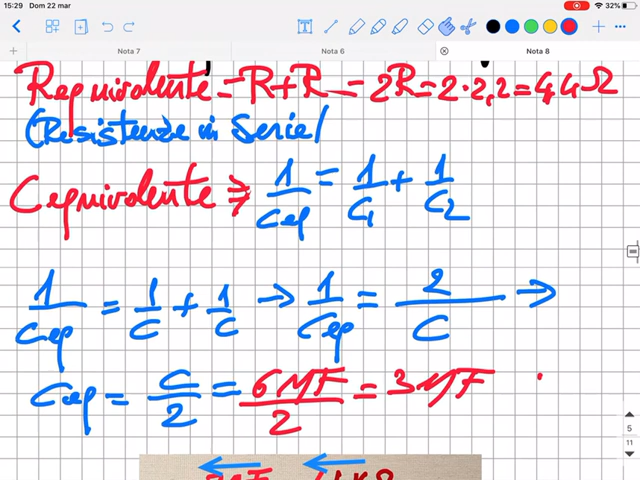 15:29 Dom 22 mar 32%
Nota 7 Nota 6 Nota 8
Requivalente = R+R = 2R = 2·2,2 = 4,4Ω
(Resistenze in Serie)
Cequivalente ⇒ 1/Ceq = 1/C1 + 1/C2
1/Ceq = 1/C + 1/C → 1/Ceq = 2/C →
Ceq = C/2 = 6μF/2 = 3μF
5
11